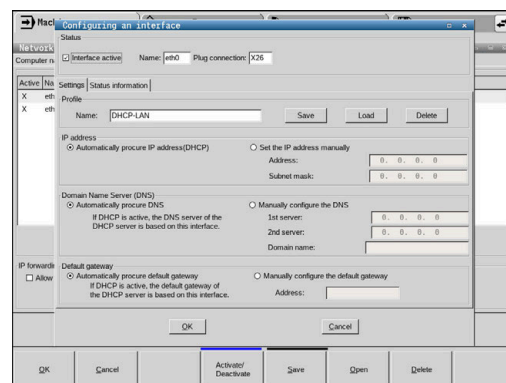 Mach
Configuring an interface
Network
Computer n
Status
Interface active Name: eth0 Plug connection: X26
Active Na
X eth
X eth
Settings Status information
Profile
Name: DHCP-LAN Save Load Delete
IP address
Automatically procure IP address(DHCP) Set the IP address manually
Address: 0. 0. 0. 0
Subnet mask: 0. 0. 0. 0
Domain Name Server (DNS)
Automatically procure DNS Manually configure the DNS
If DHCP is active, the DNS server of the 1st server: 0. 0. 0. 0
DHCP server is based on this interface. 2nd server: 0. 0. 0. 0
Domain name:
IP forwardi
Allow
Default gateway
Automatically procure default gateway Manually configure the default gateway
If DHCP is active, the default gateway of Address:
the DHCP server is based on this interface.
OK Cancel
OK Cancel Activate/ Deactivate Save Open Delete